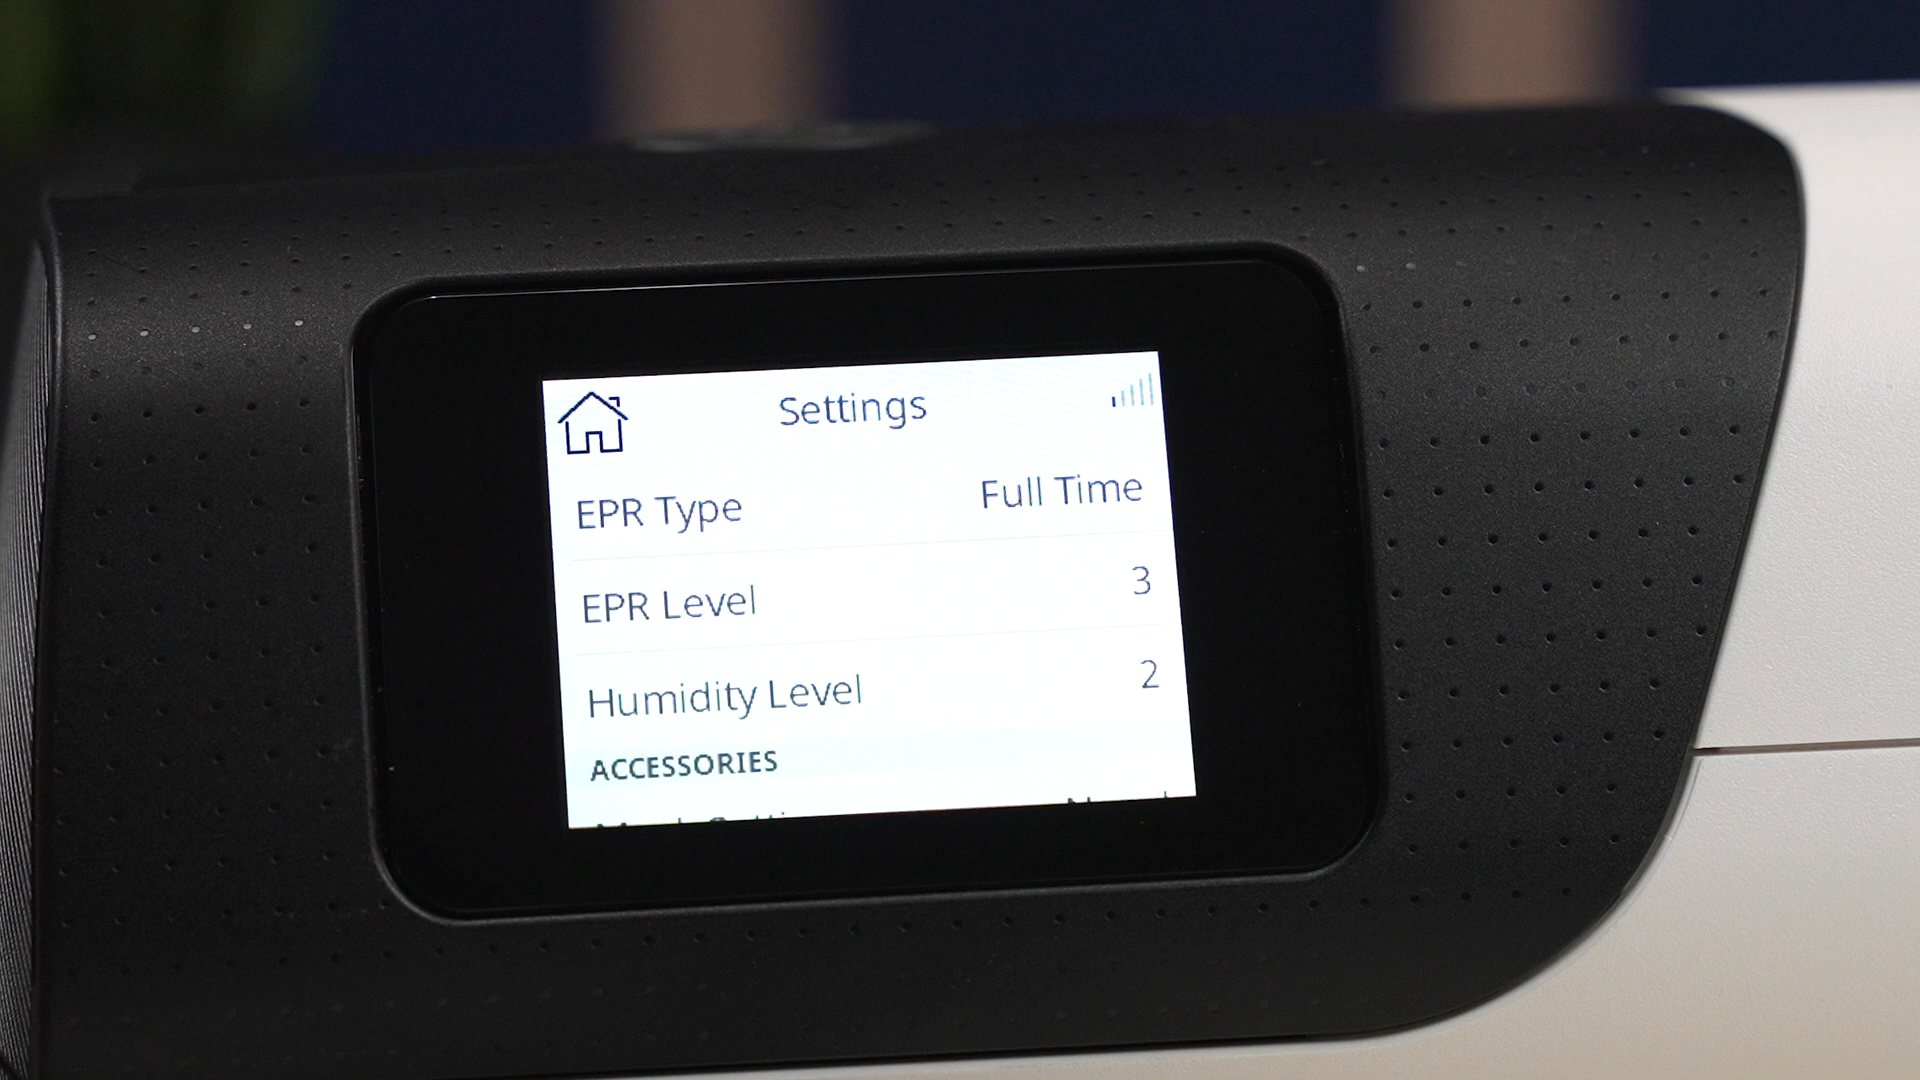 Settings
EPR Type Full Time
EPR Level 3
Humidity Level 2
ACCESSORIES